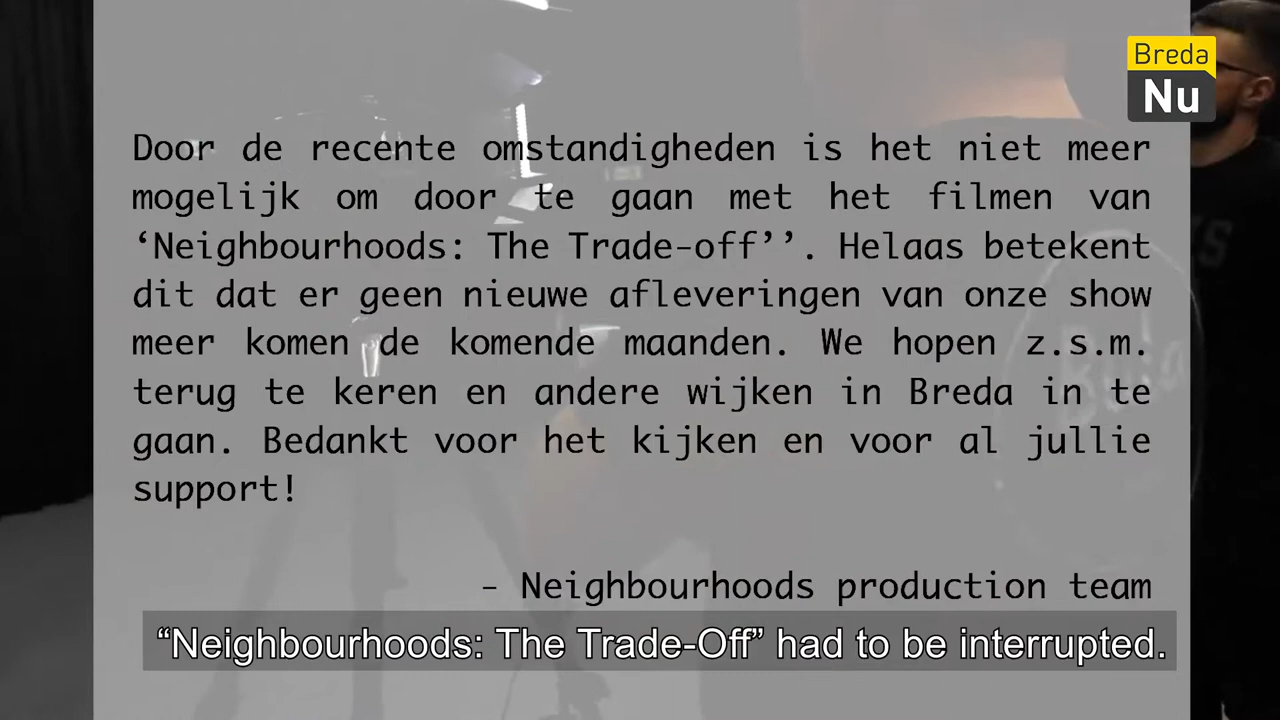 Breda
Nu
Door de recente omstandigheden is het niet meer
mogelijk om door te gaan met het filmen van
‘Neighbourhoods: The Trade-off’’. Helaas betekent
dit dat er geen nieuwe afleveringen van onze show
meer komen de komende maanden. We hopen z.s.m.
terug te keren en andere wijken in Breda in te
gaan. Bedankt voor het kijken en voor al jullie
support!
- Neighbourhoods production team
“Neighbourhoods: The Trade-Off” had to be interrupted.